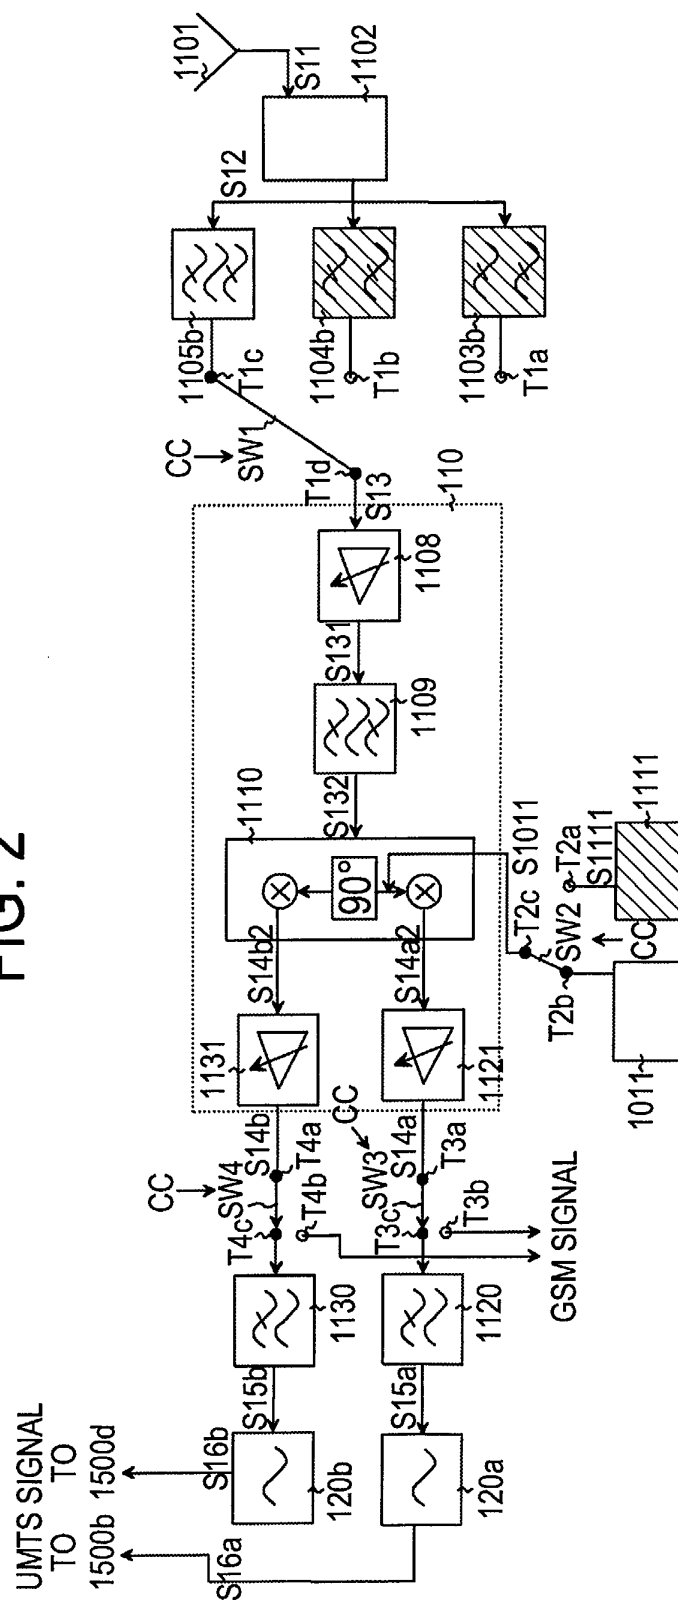 FIG. 2
1101
S11
1102
S12
1105b
T1c
1104b
T1b
1103b
T1a
CC
SW1
T1d
S13
110
1108
S131
1109
S132
1110
90°
S14b2
S14a2
S1011
T2c
T2a
S1111
1111
SW2
CC
T2b
1011
1131
1121
S14b
T4a
CC
SW4
T4c
T4b
CC
SW3
S14a
T3a
T3c
T3b
GSM SIGNAL
1130
1120
S15b
S15a
120b
120a
S16b
S16a
UMTS SIGNAL
TO TO
1500b 1500d